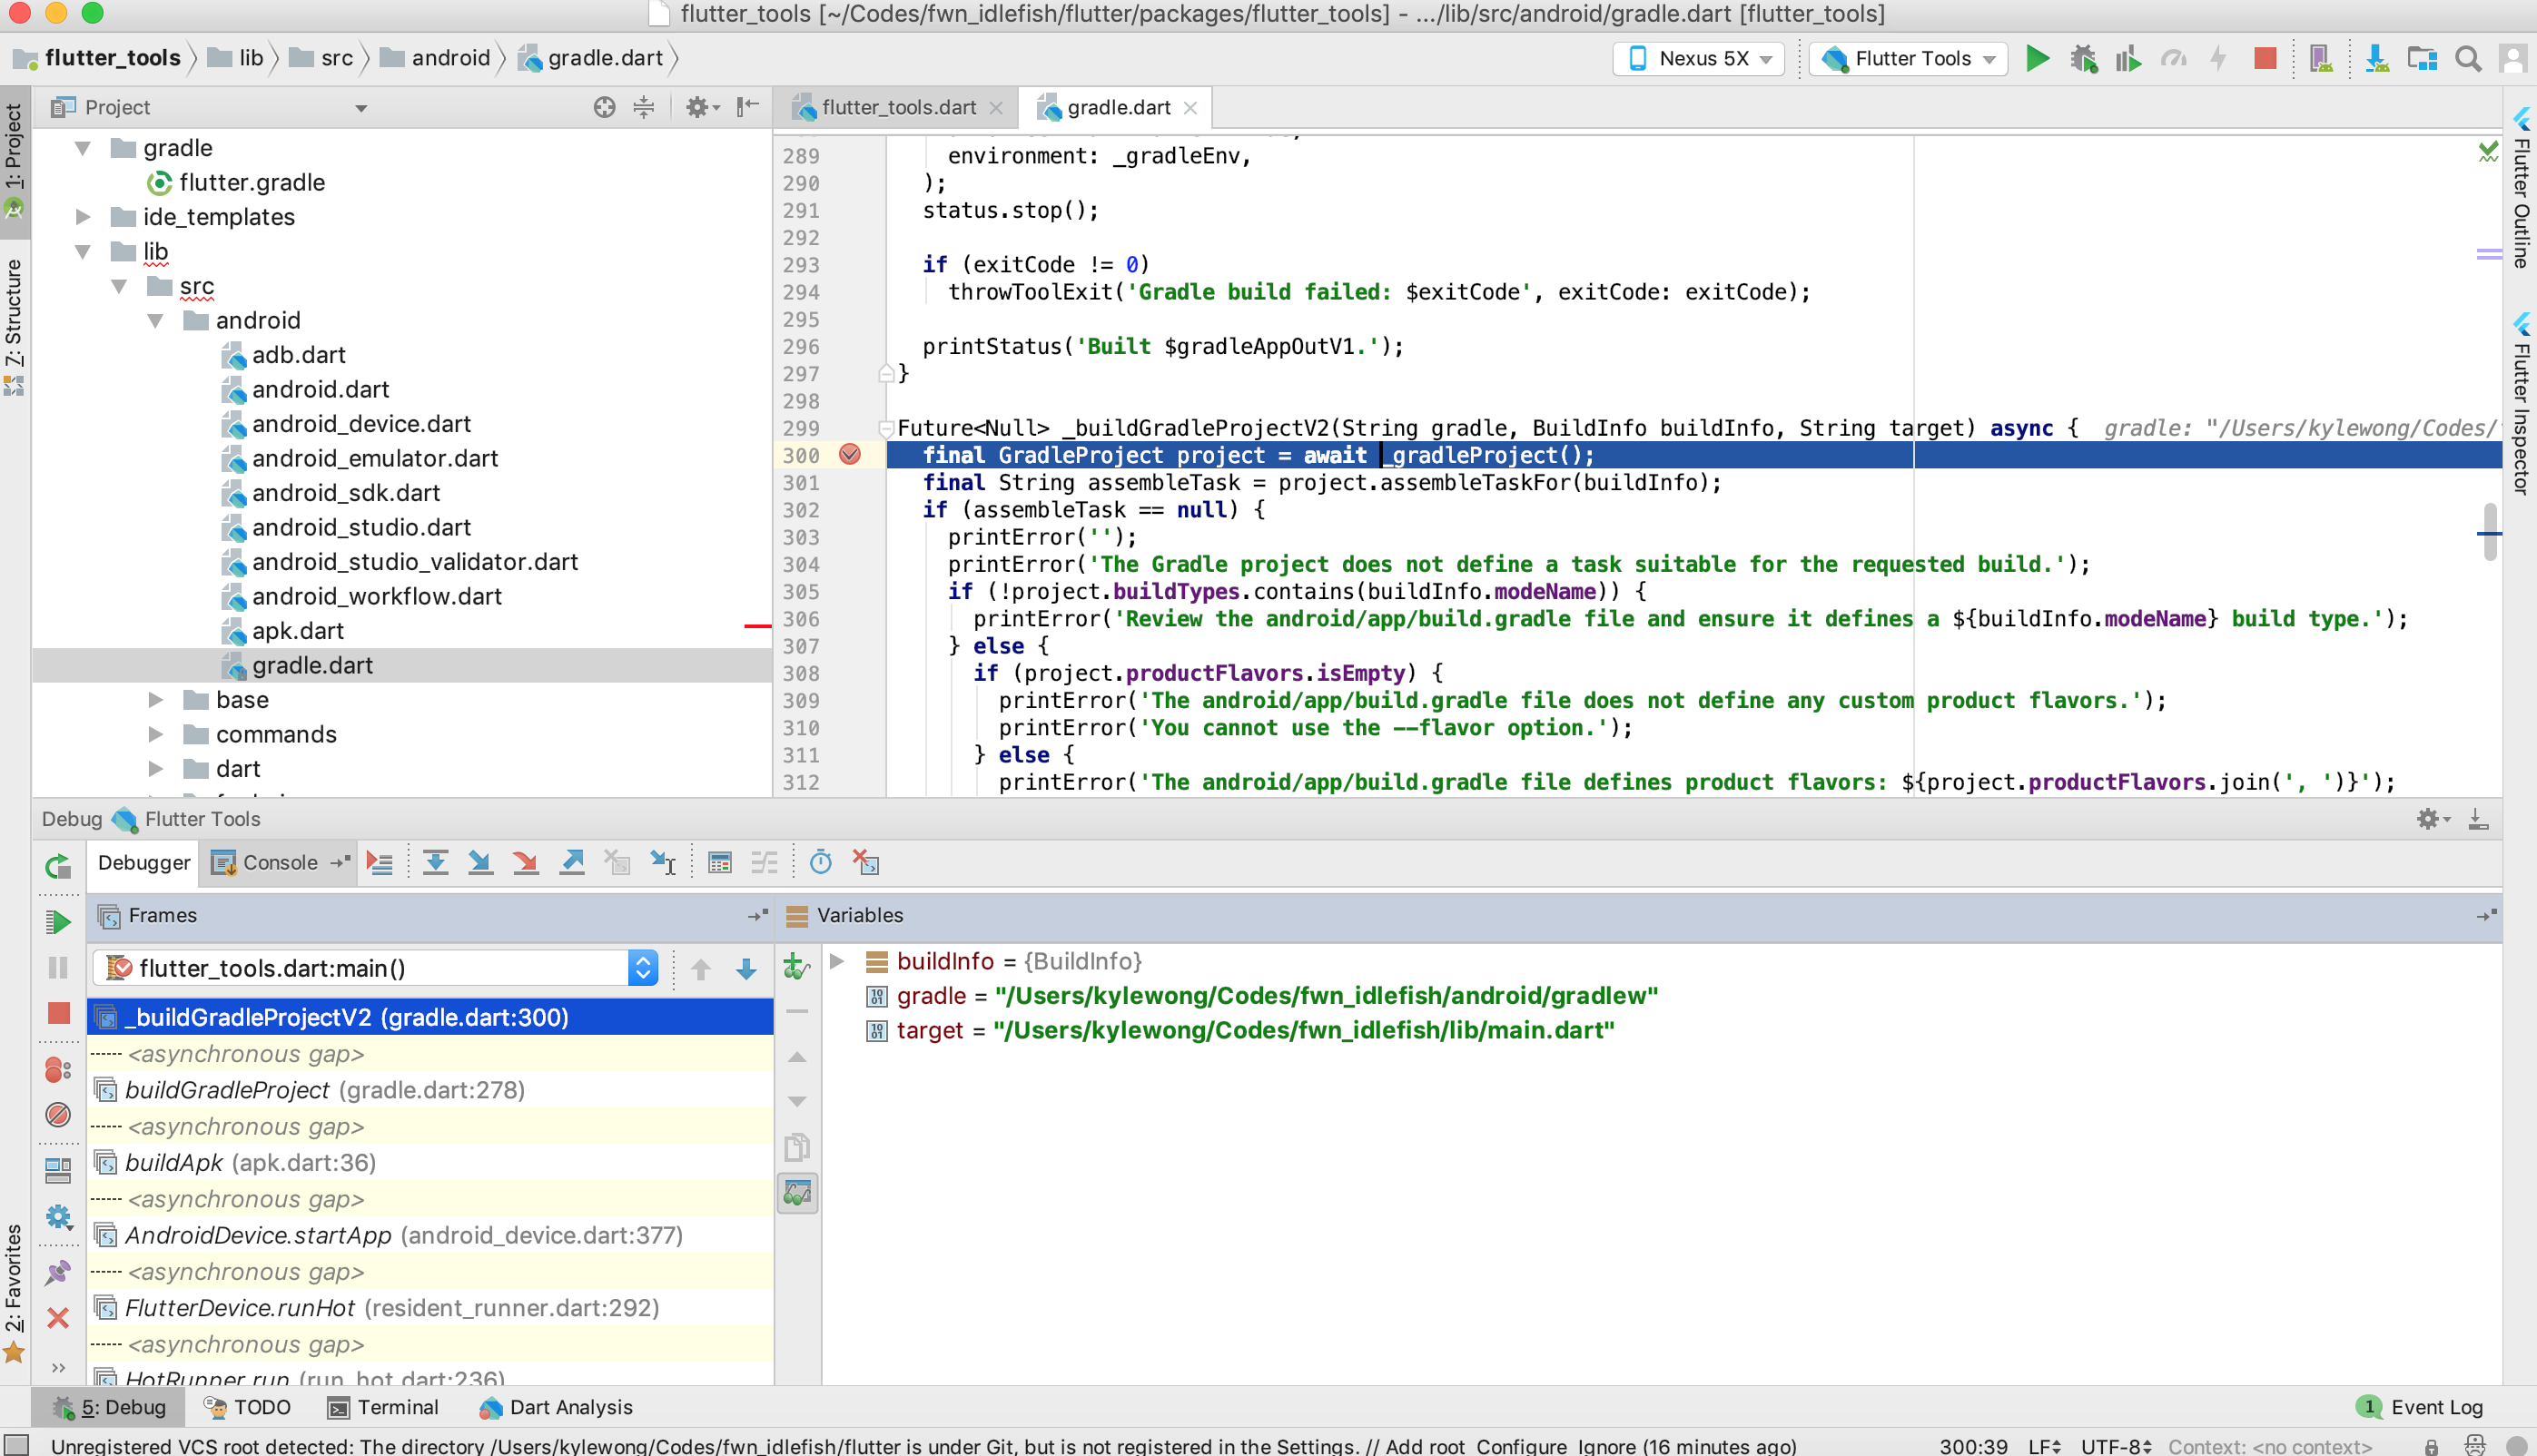 flutter_tools [~/Codes/fwn_idlefish/flutter/packages/flutter_tools] - .../lib/src/android/gradle.dart [flutter_tools]
flutter_tools lib src android gradle.dart Nexus 5X Flutter Tools
1: Project
Z: Structure
2: Favorites
Project
gradle
flutter.gradle
ide_templates
lib
src
android
adb.dart
android.dart
android_device.dart
android_emulator.dart
android_sdk.dart
android_studio.dart
android_studio_validator.dart
android_workflow.dart
apk.dart
gradle.dart
base
commands
dart
flutter_tools.dart gradle.dart
289 environment: _gradleEnv,
290 );
291 status.stop();
292
293 if (exitCode != 0)
294 throwToolExit('Gradle build failed: $exitCode', exitCode: exitCode);
295
296 printStatus('Built $gradleAppOutV1.');
297 }
298
299 Future<Null> _buildGradleProjectV2(String gradle, BuildInfo buildInfo, String target) async { gradle: "/Users/kylewong/Codes/
300 final GradleProject project = await _gradleProject();
301 final String assembleTask = project.assembleTaskFor(buildInfo);
302 if (assembleTask == null) {
303 printError('');
304 printError('The Gradle project does not define a task suitable for the requested build.');
305 if (!project.buildTypes.contains(buildInfo.modeName)) {
306 printError('Review the android/app/build.gradle file and ensure it defines a ${buildInfo.modeName} build type.');
307 } else {
308 if (project.productFlavors.isEmpty) {
309 printError('The android/app/build.gradle file does not define any custom product flavors.');
310 printError('You cannot use the --flavor option.');
311 } else {
312 printError('The android/app/build.gradle file defines product flavors: ${project.productFlavors.join(', ')}');
Flutter Outline
Flutter Inspector
Debug Flutter Tools
Debugger Console
Frames
flutter_tools.dart:main()
_buildGradleProjectV2 (gradle.dart:300)
<asynchronous gap>
buildGradleProject (gradle.dart:278)
<asynchronous gap>
buildApk (apk.dart:36)
<asynchronous gap>
AndroidDevice.startApp (android_device.dart:377)
<asynchronous gap>
FlutterDevice.runHot (resident_runner.dart:292)
<asynchronous gap>
HotRunner.run (run_hot.dart:236)
Variables
buildInfo = {BuildInfo}
gradle = "/Users/kylewong/Codes/fwn_idlefish/android/gradlew"
target = "/Users/kylewong/Codes/fwn_idlefish/lib/main.dart"
5: Debug TODO Terminal Dart Analysis 1 Event Log
Unregistered VCS root detected: The directory /Users/kylewong/Codes/fwn_idlefish/flutter is under Git, but is not registered in the Settings. // Add root Configure Ignore (16 minutes ago) 300:39 LF UTF-8 Context: <no context>